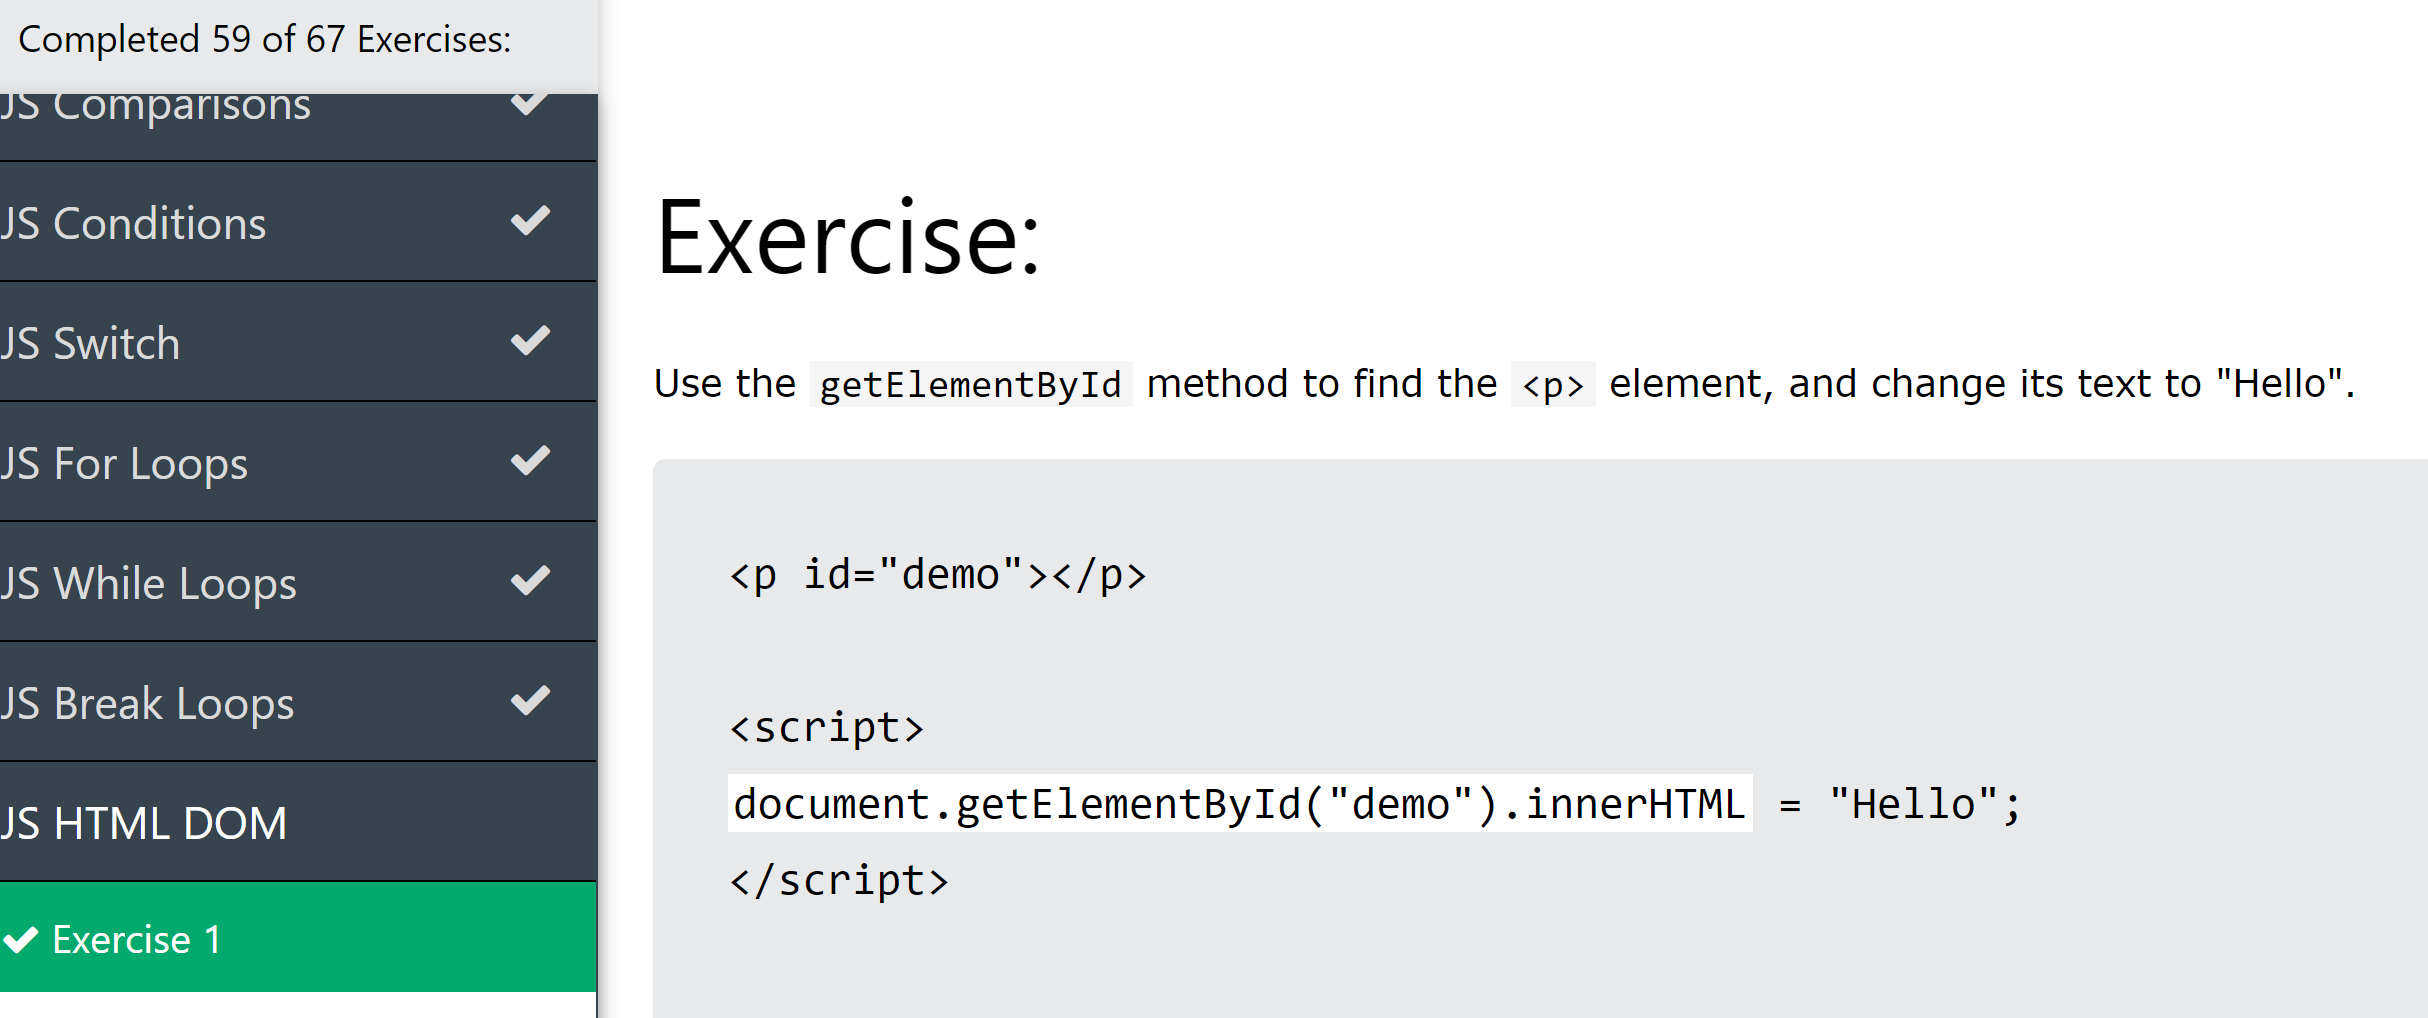 Completed 59 of 67 Exercises:
JS Comparisons
JS Conditions
JS Switch
JS For Loops
JS While Loops
JS Break Loops
JS HTML DOM
Exercise 1
Exercise:
Use the getElementById method to find the <p> element, and change its text to "Hello".
<p id="demo"></p>
<script>
document.getElementById("demo").innerHTML = "Hello";
</script>